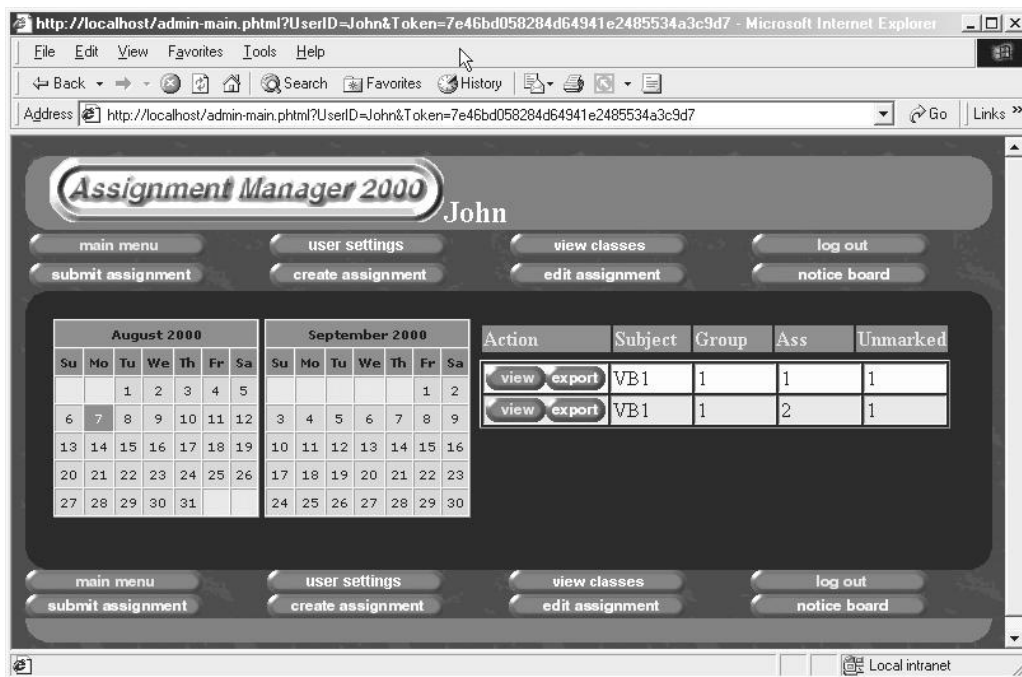 http://localhost/admin-main.phtml?UserID=John&Token=7e46bd058284d64941e2485534a3c9d7 - Microsoft Internet Explorer
File Edit View Favorites Tools Help
Back Search Favorites History
Address http://localhost/admin-main.phtml?UserID=John&Token=7e46bd058284d64941e2485534a3c9d7 Go Links »
Assignment Manager 2000 John
main menu user settings view classes log out
submit assignment create assignment edit assignment notice board
August 2000 September 2000 Action Subject Group Ass Unmarked
Su Mo Tu We Th Fr Sa Su Mo Tu We Th Fr Sa
view export VB1 1 1 1
1 2 3 4 5 1 2
view export VB1 1 2 1
6 7 8 9 10 11 12 3 4 5 6 7 8 9
13 14 15 16 17 18 19 10 11 12 13 14 15 16
20 21 22 23 24 25 26 17 18 19 20 21 22 23
27 28 29 30 31 24 25 26 27 28 29 30
main menu user settings view classes log out
submit assignment create assignment edit assignment notice board
Local intranet